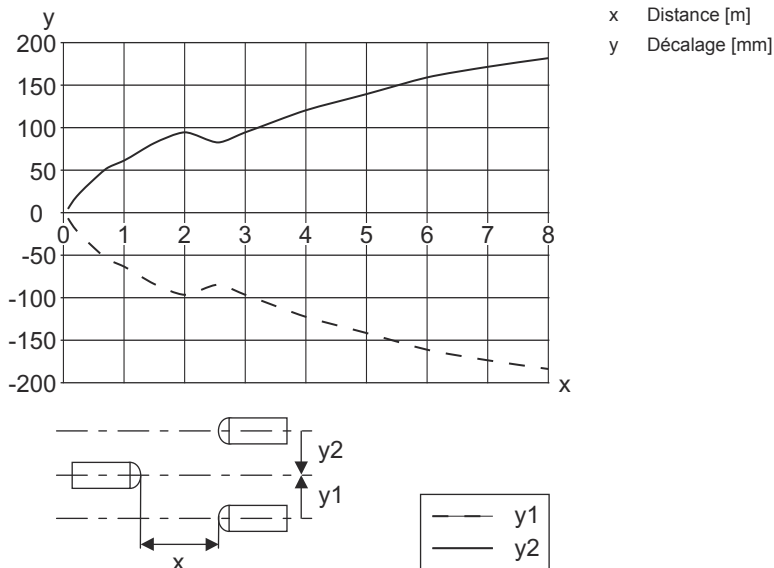 y
x Distance [m]
y Décalage [mm]
200
150
100
50
0
0 1 2 3 4 5 6 7 8
-50
-100
-150
-200
x
y2
y1
x
y1
y2